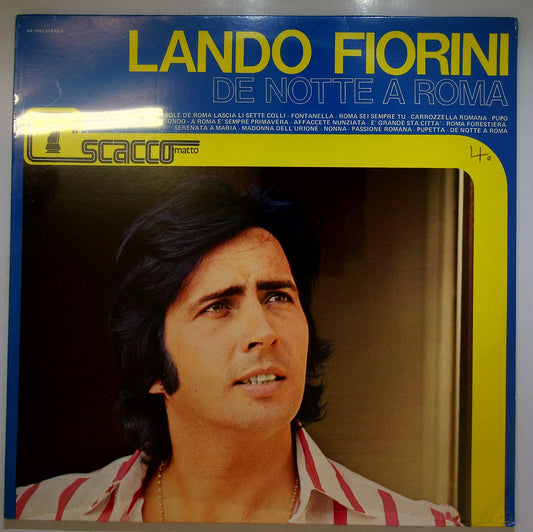 STEREO
LANDO FIORINI
DE NOTTE A ROMA
SOLE DE ROMA LASCIA LI SETTE COLLI - FONTANELLA - ROMA SEI SEMPRE TU - CARROZZELLA ROMANA - PUPO
ONDO - A ROMA E' SEMPRE PRIMAVERA - AFFACCETE NUNZIATA - E' GRANDE STA CITTA' - ROMA FORESTIERA
SERENATA A MARIA - MADONNA DELL'URIONE - NONNA - PASSIONE ROMANA - PUPETTA - DE NOTTE A ROMA
scacco matto